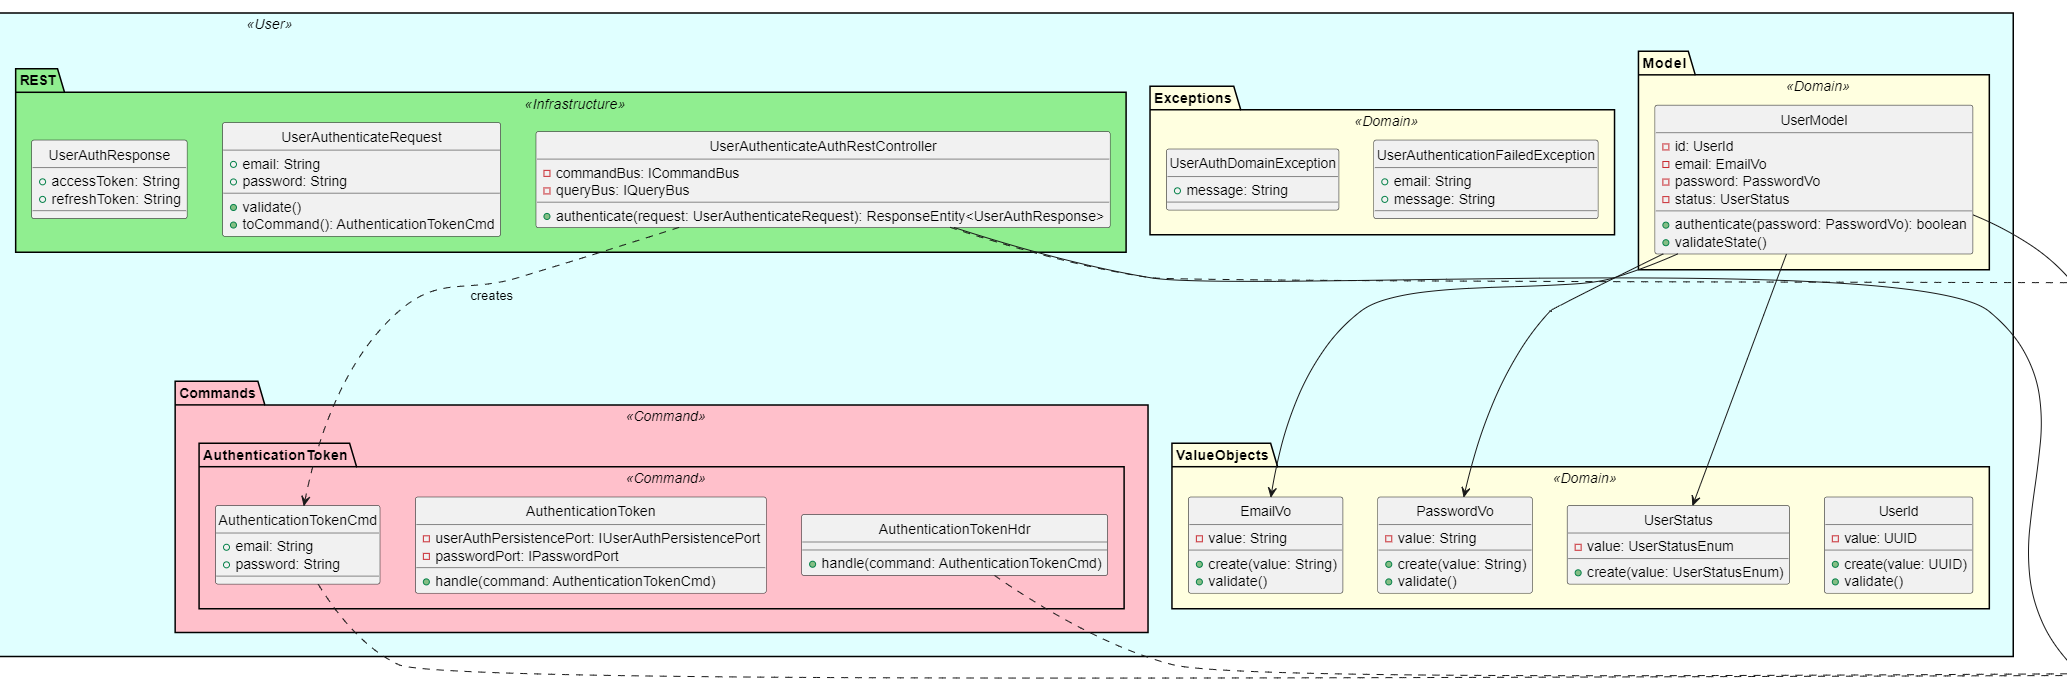 «User»
REST
«Infrastructure»
UserAuthResponse
accessToken: String
refreshToken: String
UserAuthenticateRequest
email: String
password: String
validate()
toCommand(): AuthenticationTokenCmd
UserAuthenticateAuthRestController
commandBus: ICommandBus
queryBus: IQueryBus
authenticate(request: UserAuthenticateRequest): ResponseEntity<UserAuthResponse>
Exceptions
«Domain»
UserAuthDomainException
message: String
UserAuthenticationFailedException
email: String
message: String
Model
«Domain»
UserModel
id: UserId
email: EmailVo
password: PasswordVo
status: UserStatus
authenticate(password: PasswordVo): boolean
validateState()
creates
Commands
«Command»
AuthenticationToken
«Command»
AuthenticationTokenCmd
email: String
password: String
AuthenticationToken
userAuthPersistencePort: IUserAuthPersistencePort
passwordPort: IPasswordPort
handle(command: AuthenticationTokenCmd)
AuthenticationTokenHdr
handle(command: AuthenticationTokenCmd)
ValueObjects
«Domain»
EmailVo
value: String
create(value: String)
validate()
PasswordVo
value: String
create(value: String)
validate()
UserStatus
value: UserStatusEnum
create(value: UserStatusEnum)
UserId
value: UUID
create(value: UUID)
validate()